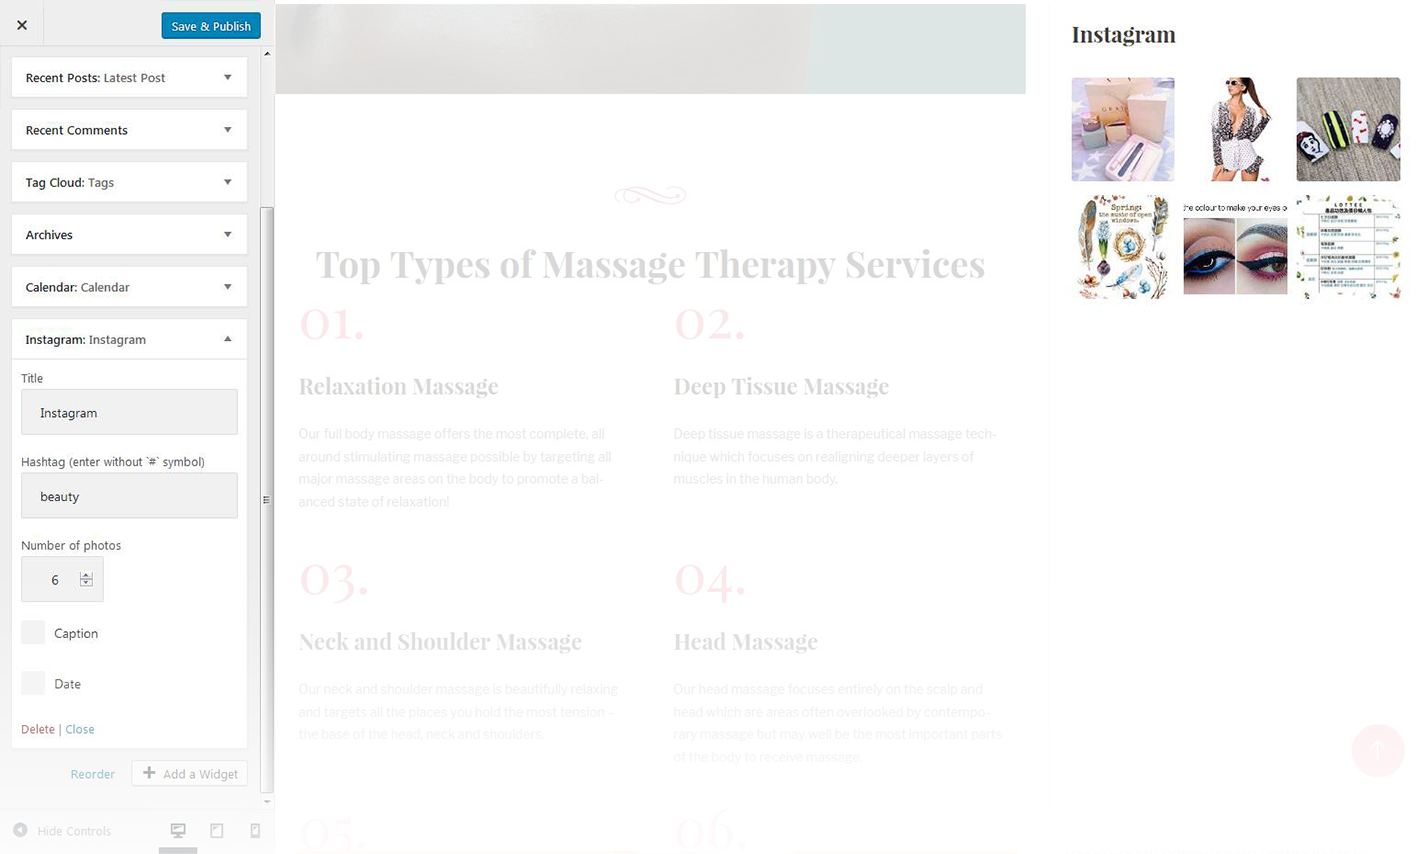 Save & Publish
Recent Posts: Latest Post
Recent Comments
Tag Cloud: Tags
Archives
Calendar: Calendar
Instagram: Instagram
Title
Instagram
Hashtag (enter without `#` symbol)
beauty
Number of photos
6
Caption
Date
Delete | Close
Reorder
Add a Widget
Hide Controls
Top Types of Massage Therapy Services
01.
Relaxation Massage
Our full body massage offers the most complete, all
around stimulating massage possible by targeting all
major massage areas on the body to promote a bal-
anced state of relaxation!
02.
Deep Tissue Massage
Deep tissue massage is a therapeutical massage tech-
nique which focuses on realigning deeper layers of
muscles in the human body.
03.
Neck and Shoulder Massage
Our neck and shoulder massage is beautifully relaxing
and targets all the places you hold the most tension –
the base of the head, neck and shoulders.
04.
Head Massage
Our head massage focuses entirely on the scalp and
head which are areas often overlooked by contempo-
rary massage but may well be the most important parts
of the body to receive massage.
05.
06.
Instagram
Spring:
the music of open
windows.
the colour to make your eyes
LOTTEE